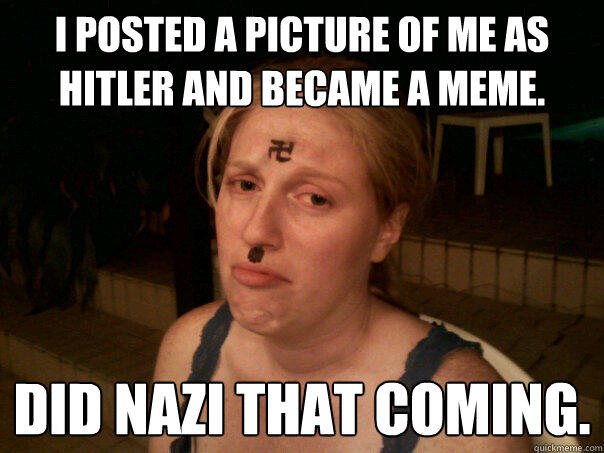 I POSTED A PICTURE OF ME AS
HITLER AND BECAME A MEME.
DID NAZI THAT COMING.
quickmeme.com